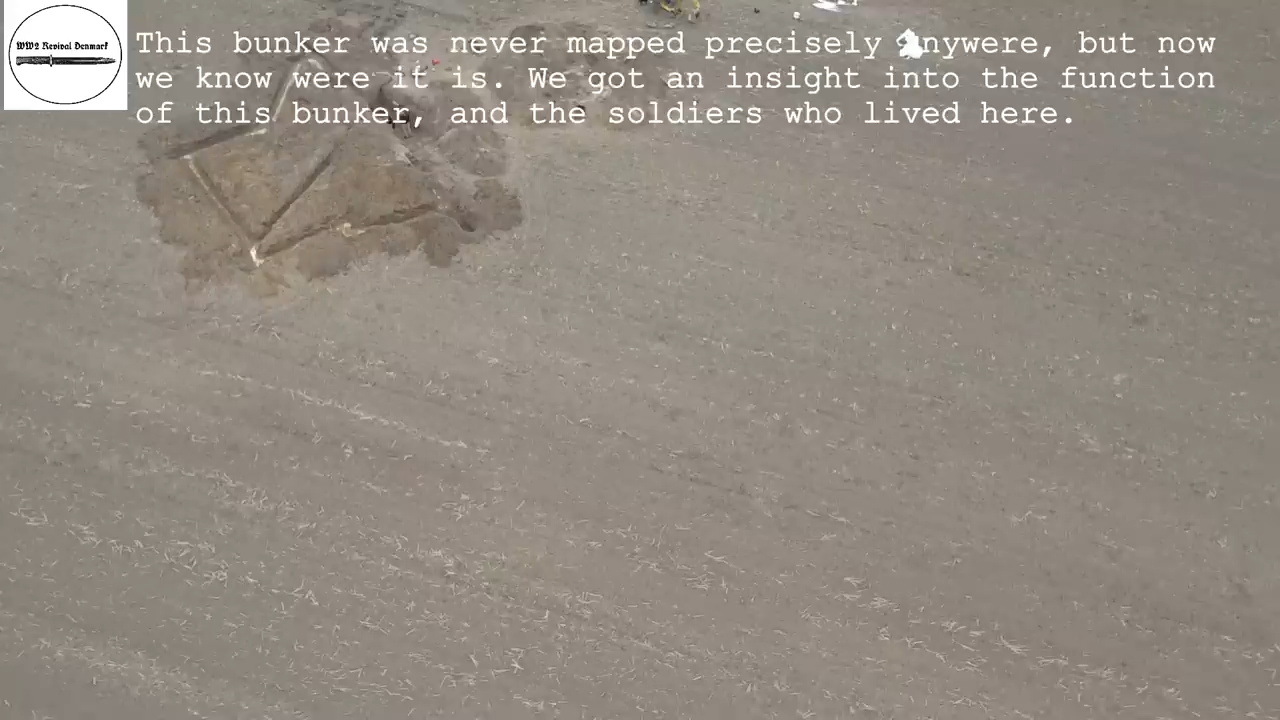 WW2 Revival Denmark
This bunker was never mapped precisely anywere, but now
we know were it is. We got an insight into the function
of this bunker, and the soldiers who lived here.